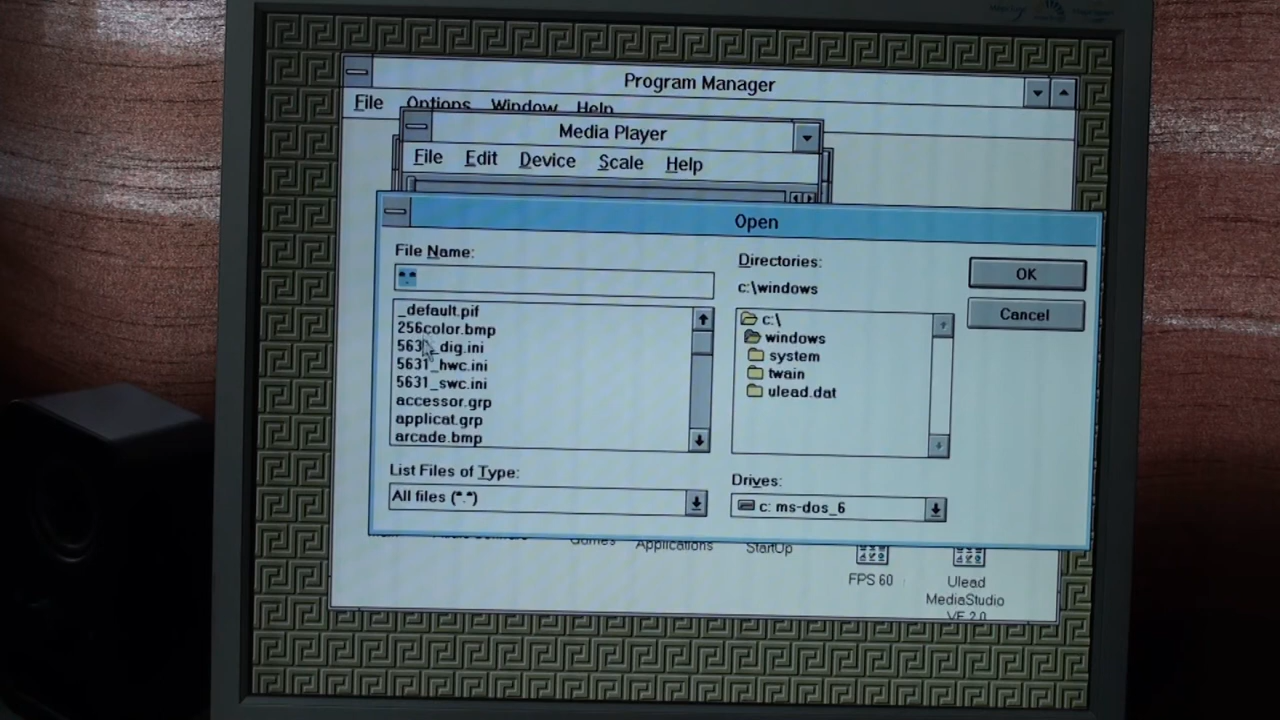 Program Manager
File Options Window Help
Media Player
File Edit Device Scale Help
Open
File Name:
*.*
_default.pif
256color.bmp
5631_dig.ini
5631_hwc.ini
5631_swc.ini
accessor.grp
applicat.grp
arcade.bmp
List Files of Type:
All files (*.*)
Directories:
c:\windows
c:\
windows
system
twain
ulead.dat
Drives:
c: ms-dos_6
OK
Cancel
Games
Applications
StartUp
FPS 60
Ulead
MediaStudio
VE 2.0